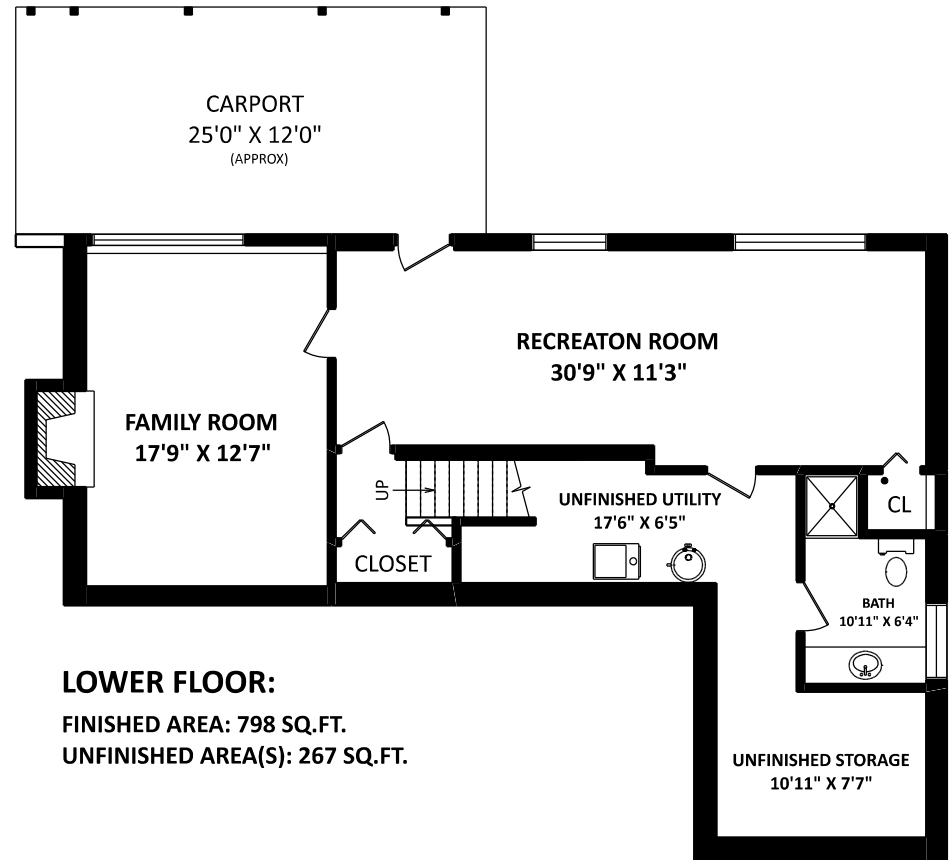 CARPORT
25'0" X 12'0"
(APPROX)
RECREATON ROOM
30'9" X 11'3"
FAMILY ROOM
17'9" X 12'7"
UP
UNFINISHED UTILITY
17'6" X 6'5"
CL
CLOSET
BATH
10'11" X 6'4"
LOWER FLOOR:
FINISHED AREA: 798 SQ.FT.
UNFINISHED AREA(S): 267 SQ.FT.
UNFINISHED STORAGE
10'11" X 7'7"